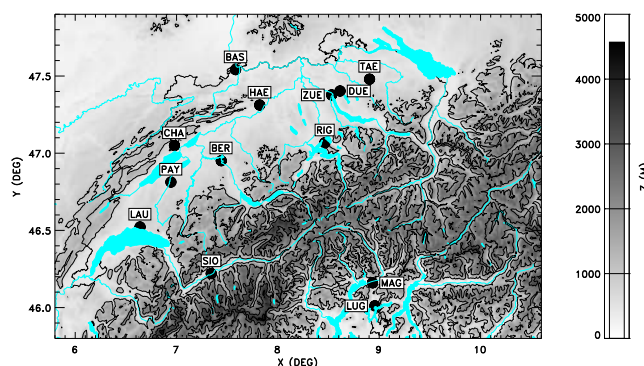 5000
BAS
47.5
TAE
4000
HAE
ZUE
DUE
CHA
RIG
47.0
BER
3000
PAY
Y (DEG)
Z (M)
LAU
2000
46.5
SIO
MAG
1000
46.0
LUG
0
6
7
8
9
10
X (DEG)